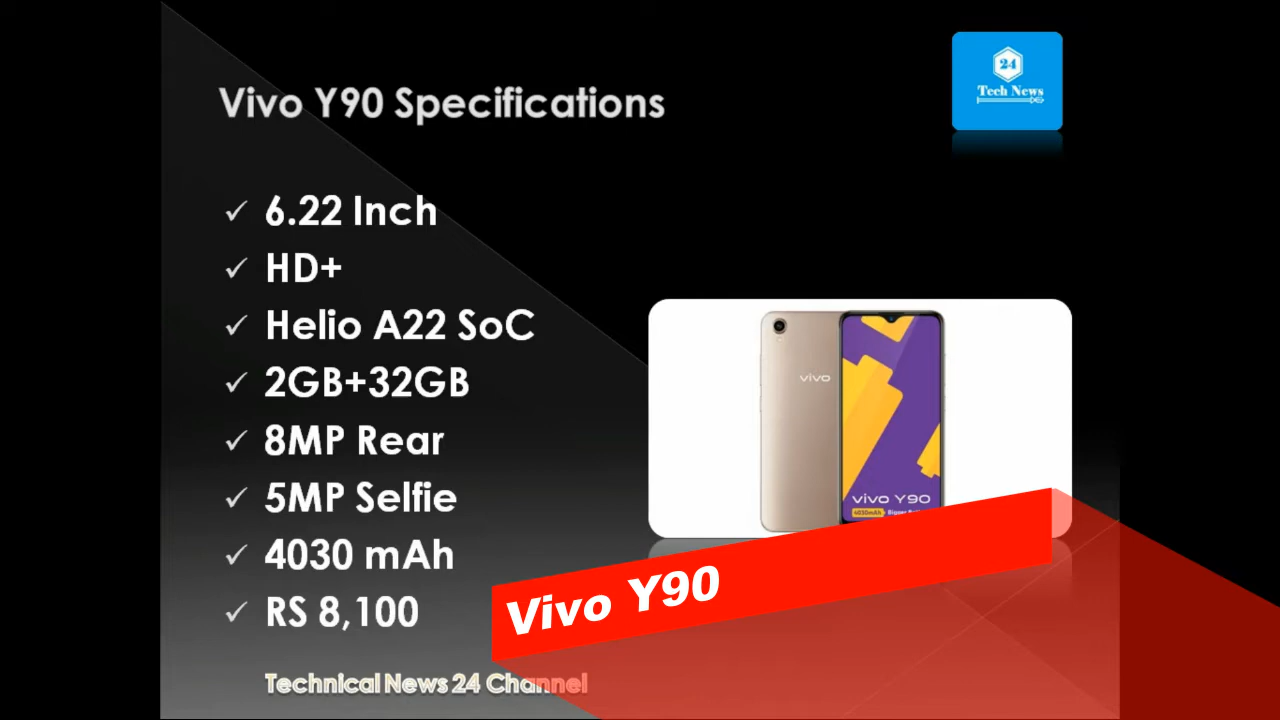 24
Tech News
Vivo Y90 Specifications
6.22 Inch
HD+
Helio A22 SoC
2GB+32GB
8MP Rear
5MP Selfie
4030 mAh
RS 8,100
vivo
vivo Y90
4030mAh Bigger
Vivo Y90
Technical News 24 Channel